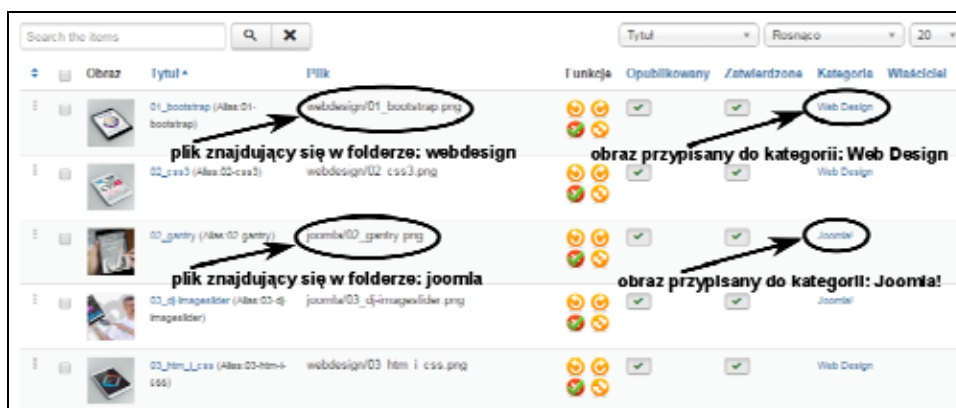 Search the items Tytuł Rosnąco 20
Obraz Tytuł Plik Funkcje Opublikowany Zatwierdzone Kategoria Właściciel
01_bootstrap (Alias:01-bootstrap) webdesign/01_bootstrap.png Web Design
plik znajdujący się w folderze: webdesign
obraz przypisany do kategorii: Web Design
02_css3 (Alias:02-css3) webdesign/02_css3.png Web Design
02_gantry (Alias:02-gantry) joomla/02_gantry.png Joomla!
plik znajdujący się w folderze: joomla
obraz przypisany do kategorii: Joomla!
03_dj-imageslider (Alias:03-dj-imageslider) joomla/03_dj-imageslider.png Joomla!
03_htm_i_css (Alias:03-htm-i-css) webdesign/03_htm_i_css.png Web Design